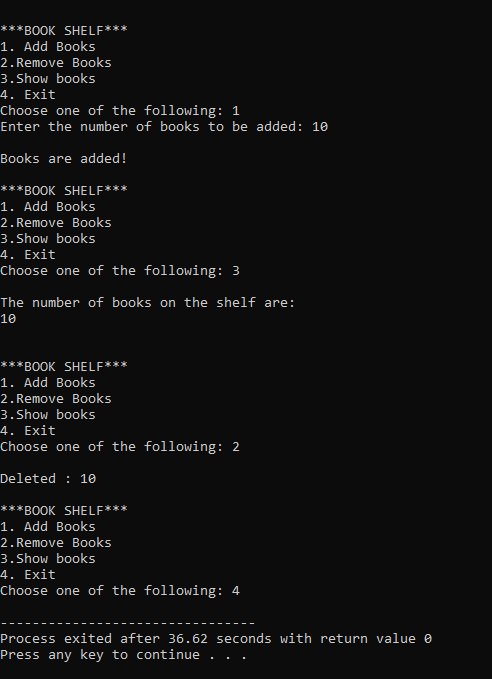 ***BOOK SHELF***
1. Add Books
2.Remove Books
3.Show books
4. Exit
Choose one of the following: 1
Enter the number of books to be added: 10
Books are added!
***BOOK SHELF***
1. Add Books
2.Remove Books
3.Show books
4. Exit
Choose one of the following: 3
The number of books on the shelf are:
10
***BOOK SHELF***
1. Add Books
2.Remove Books
3.Show books
4. Exit
Choose one of the following: 2
Deleted : 10
***BOOK SHELF***
1. Add Books
2.Remove Books
3.Show books
4. Exit
Choose one of the following: 4
--------------------------------
Process exited after 36.62 seconds with return value 0
Press any key to continue . . .